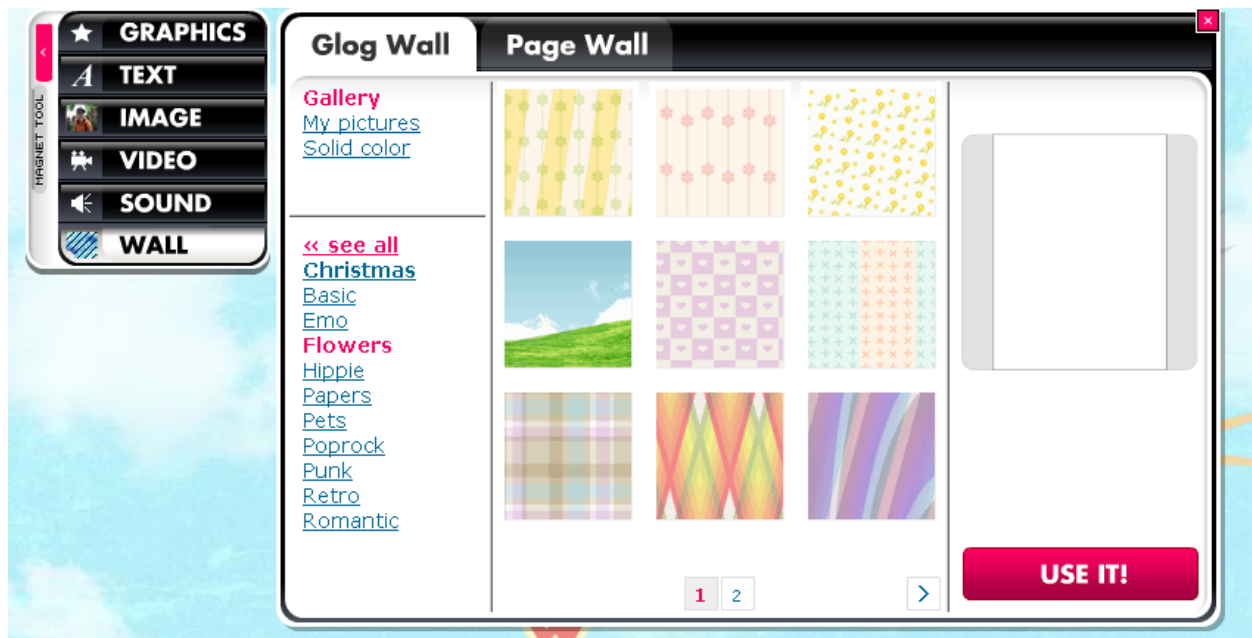 MAGNET TOOL
GRAPHICS
TEXT
IMAGE
VIDEO
SOUND
WALL
Glog Wall
Page Wall
Gallery
My pictures
Solid color
« see all
Christmas
Basic
Emo
Flowers
Hippie
Papers
Pets
Poprock
Punk
Retro
Romantic
1 2 >
USE IT!